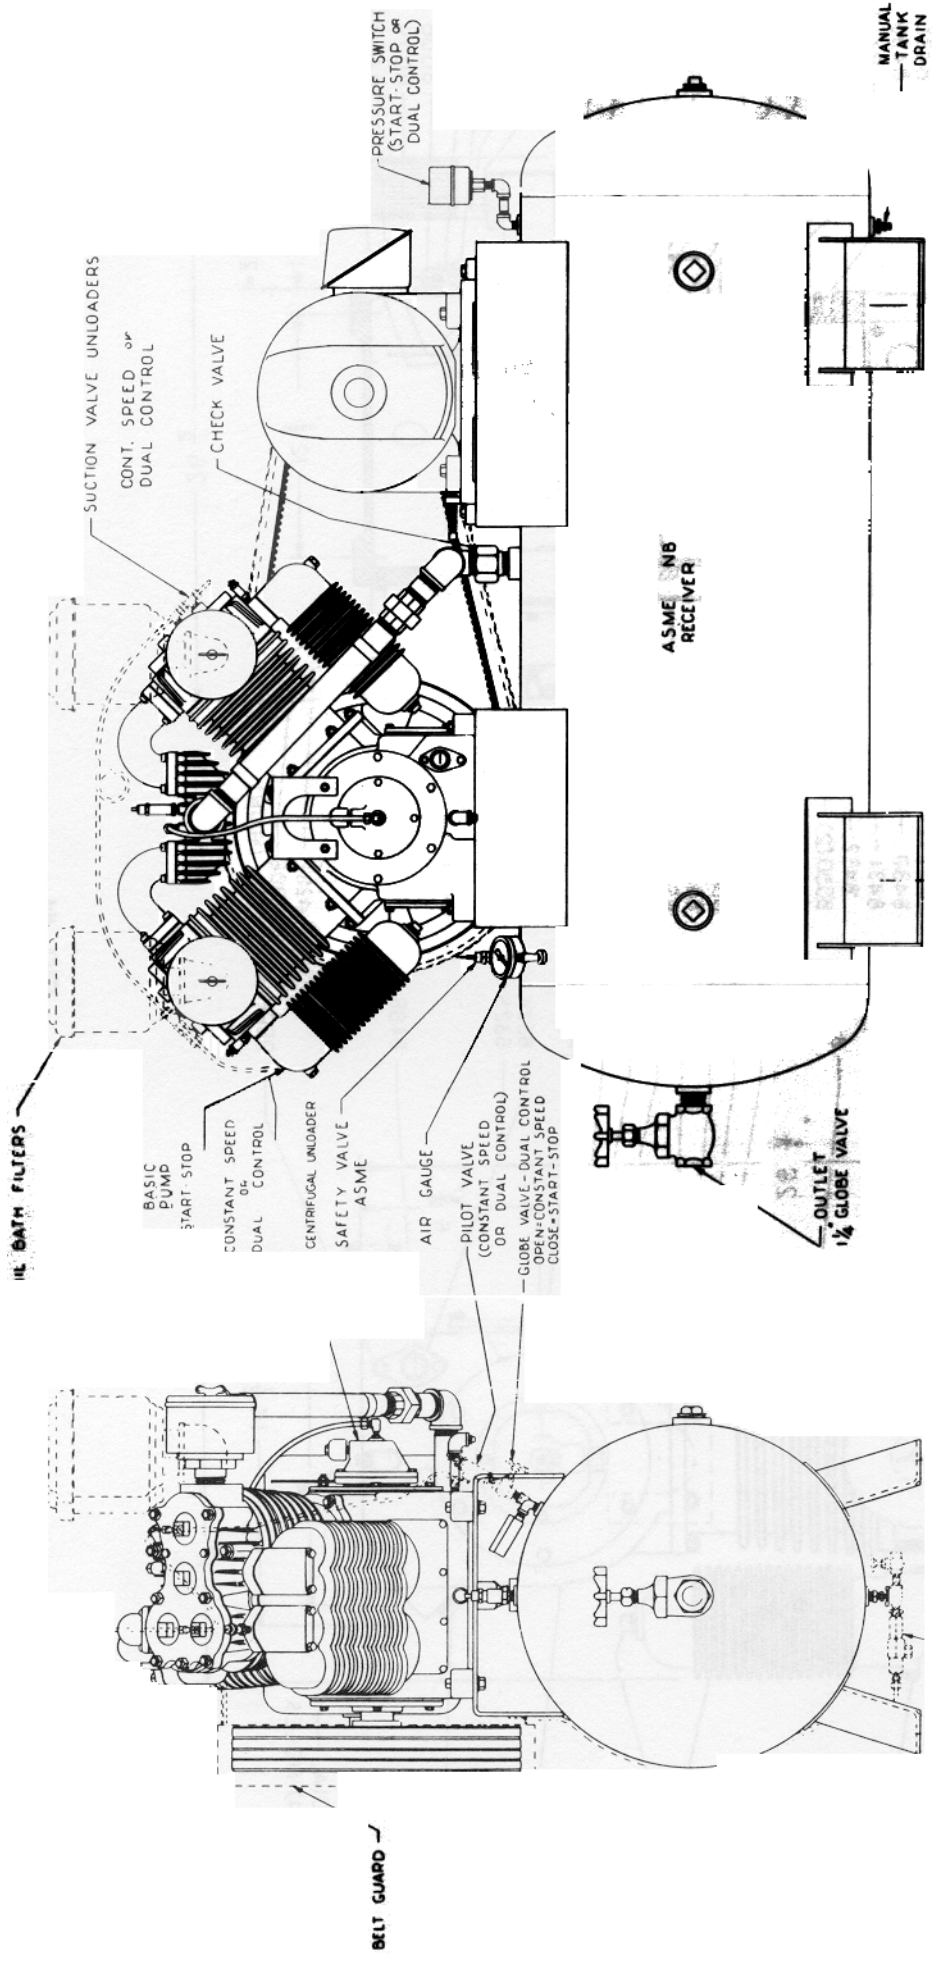 MANUAL
TANK
DRAIN
PRESSURE SWITCH
(START-STOP OR
DUAL CONTROL)
SUCTION VALVE UNLOADERS
CONT. SPEED or
DUAL CONTROL
CHECK VALVE
ASME NB
RECEIVER
IL BATH FILTERS
BASIC
PUMP
START-STOP
CONSTANT SPEED
OR
DUAL CONTROL
CENTRIFUGAL UNLOADER
SAFETY VALVE
ASME
AIR GAUGE
PILOT VALVE
(CONSTANT SPEED
OR DUAL CONTROL)
GLOBE VALVE-DUAL CONTROL
OPEN=CONSTANT SPEED
CLOSE=START-STOP
OUTLET
1¼" GLOBE VALVE
BELT GUARD